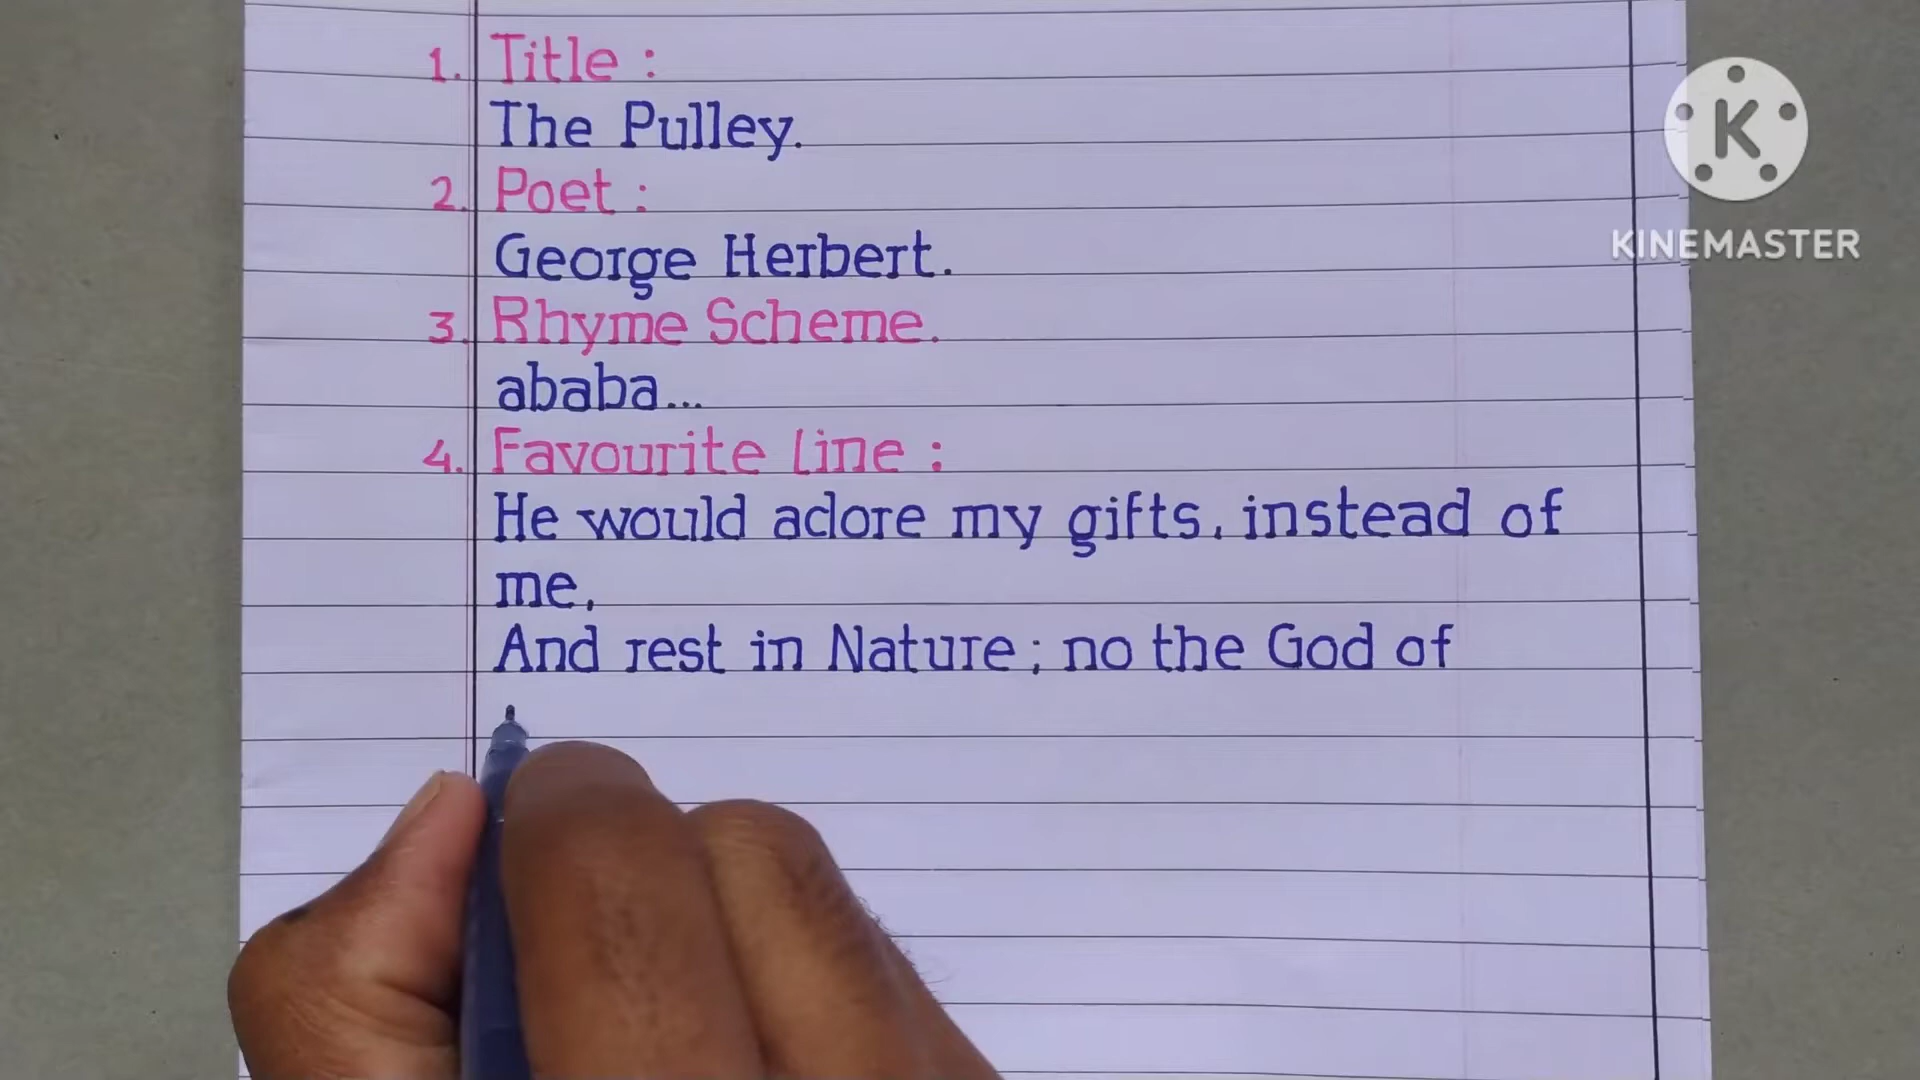 1. Title :
The Pulley.
2. Poet :
George Herbert.
3. Rhyme Scheme.
ababa...
4. Favourite line :
He would adore my gifts, instead of
me,
And rest in Nature; no the God of
K
KINEMASTER